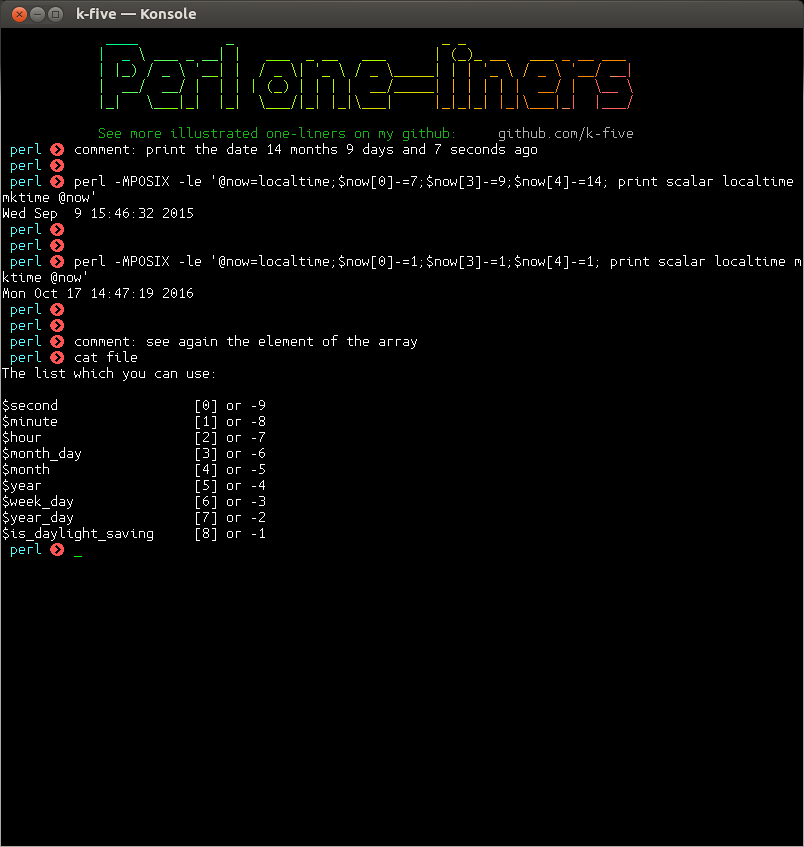 k-five — Konsole
Perl one-liners
See more illustrated one-liners on my github: github.com/k-five
perl comment: print the date 14 months 9 days and 7 seconds ago
perl
perl perl -MPOSIX -le '@now=localtime;$now[0]-=7;$now[3]-=9;$now[4]-=14; print scalar localtime
mktime @now'
Wed Sep  9 15:46:32 2015
perl
perl
perl perl -MPOSIX -le '@now=localtime;$now[0]-=1;$now[3]-=1;$now[4]-=1; print scalar localtime m
ktime @now'
Mon Oct 17 14:47:19 2016
perl
perl
perl comment: see again the element of the array
perl cat file
The list which you can use:
$second [0] or -9
$minute [1] or -8
$hour [2] or -7
$month_day [3] or -6
$month [4] or -5
$year [5] or -4
$week_day [6] or -3
$year_day [7] or -2
$is_daylight_saving [8] or -1
perl _